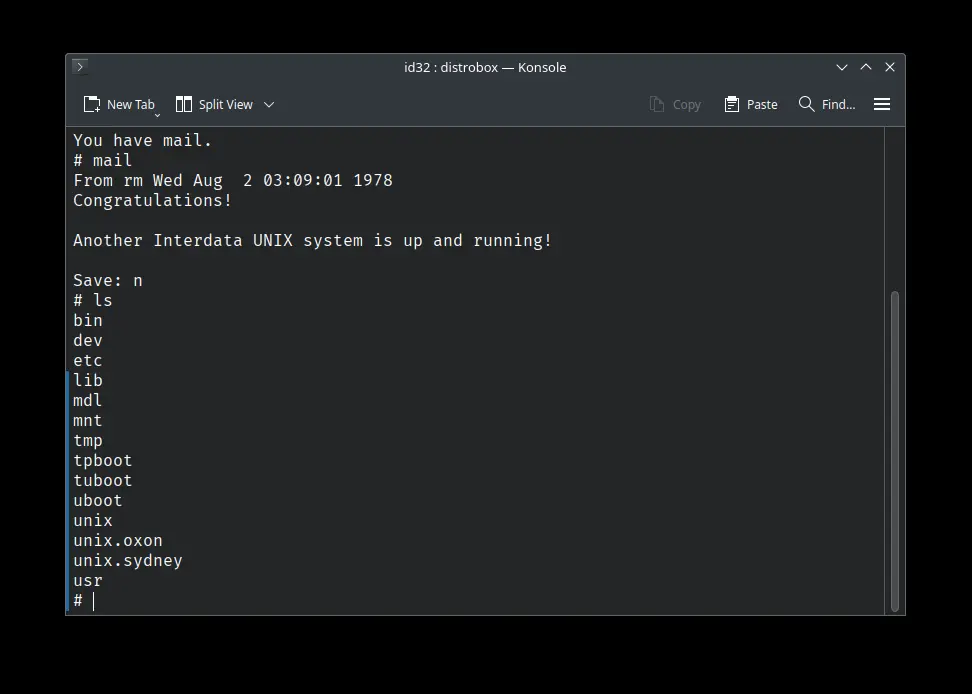 id32 : distrobox — Konsole
New Tab Split View Copy Paste Find...
You have mail.
# mail
From rm Wed Aug  2 03:09:01 1978
Congratulations!
Another Interdata UNIX system is up and running!
Save: n
# ls
bin
dev
etc
lib
mdl
mnt
tmp
tpboot
tuboot
uboot
unix
unix.oxon
unix.sydney
usr
#